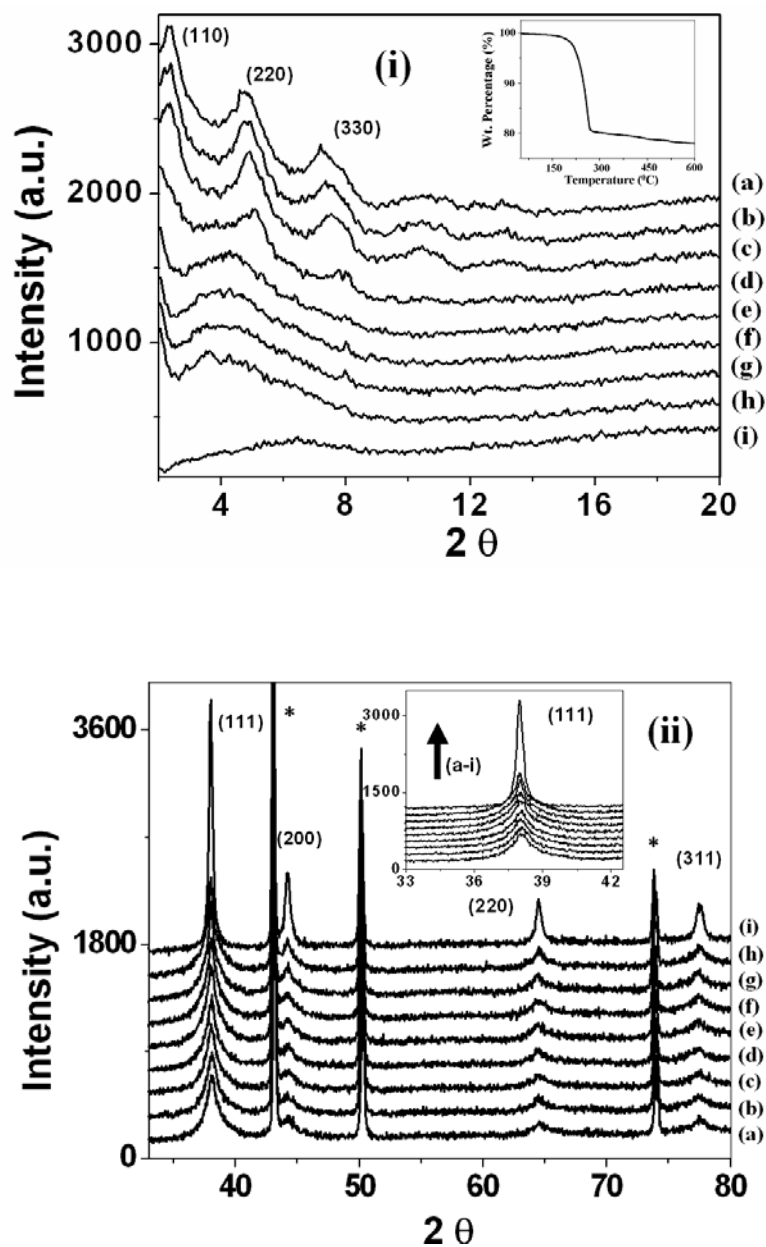 (i)
(110)
(220)
(330)
3000
2000
1000
Intensity (a.u.)
4
8
12
16
20
2 θ
(a)
(b)
(c)
(d)
(e)
(f)
(g)
(h)
(i)
Wt. Percentage (%)
100
90
80
150
300
450
600
Temperature (⁰C)
(ii)
(111)
*
(200)
*
(220)
*
(311)
3600
1800
0
Intensity (a.u.)
40
50
60
70
80
2 θ
(i)
(h)
(g)
(f)
(e)
(d)
(c)
(b)
(a)
3000
1500
0
33
36
39
42
(a-i)
(111)